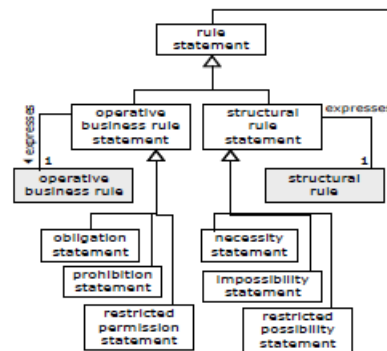 rule
statement
expresses
operative
business rule
statement
structural
rule
statement
expresses
1
1
operative
business rule
structural
rule
obligation
statement
necessity
statement
prohibition
statement
impossibility
statement
restricted
permission
statement
restricted
possibility
statement